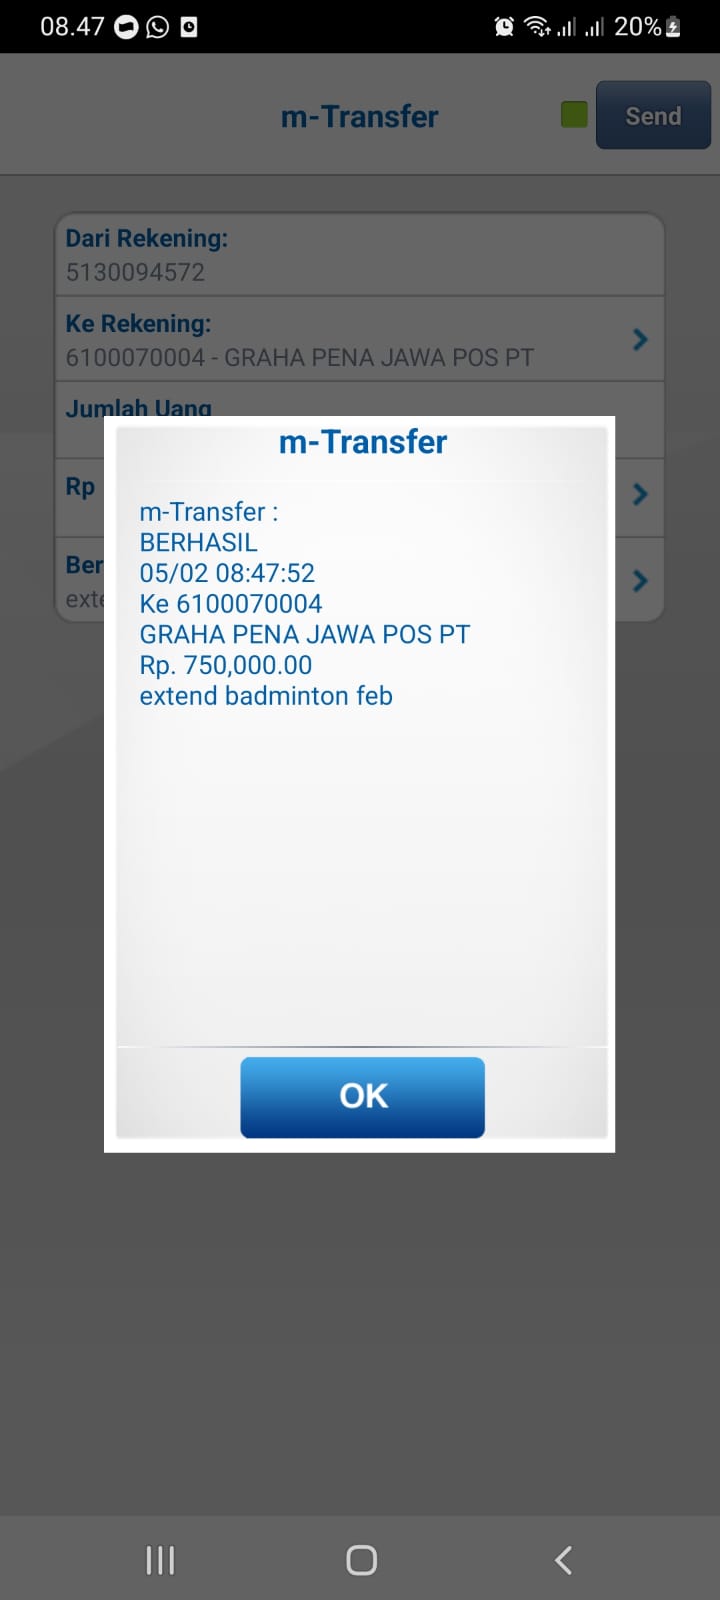 08.47
20%
m-Transfer
Send
Dari Rekening:
5130094572
Ke Rekening:
6100070004 - GRAHA PENA JAWA POS PT
Jumlah Uang
Rp
Ber
exte
m-Transfer
m-Transfer :
BERHASIL
05/02 08:47:52
Ke 6100070004
GRAHA PENA JAWA POS PT
Rp. 750,000.00
extend badminton feb
OK